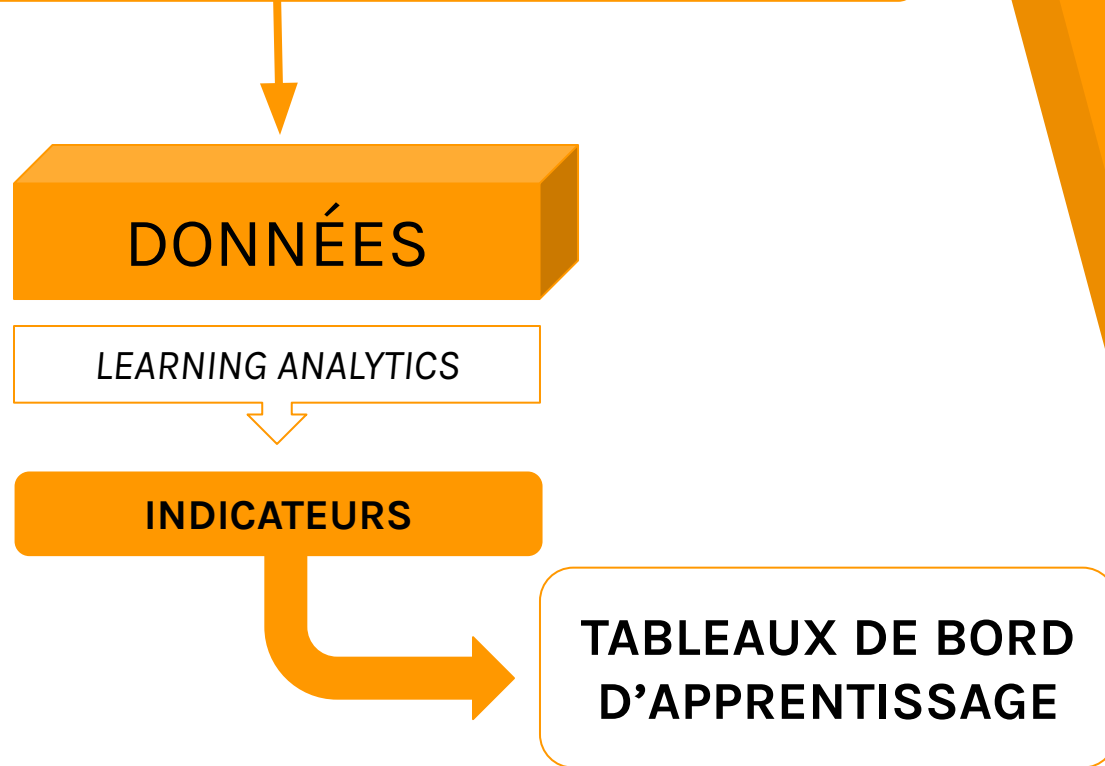 DONNÉES
LEARNING ANALYTICS
INDICATEURS
TABLEAUX DE BORD
D’APPRENTISSAGE